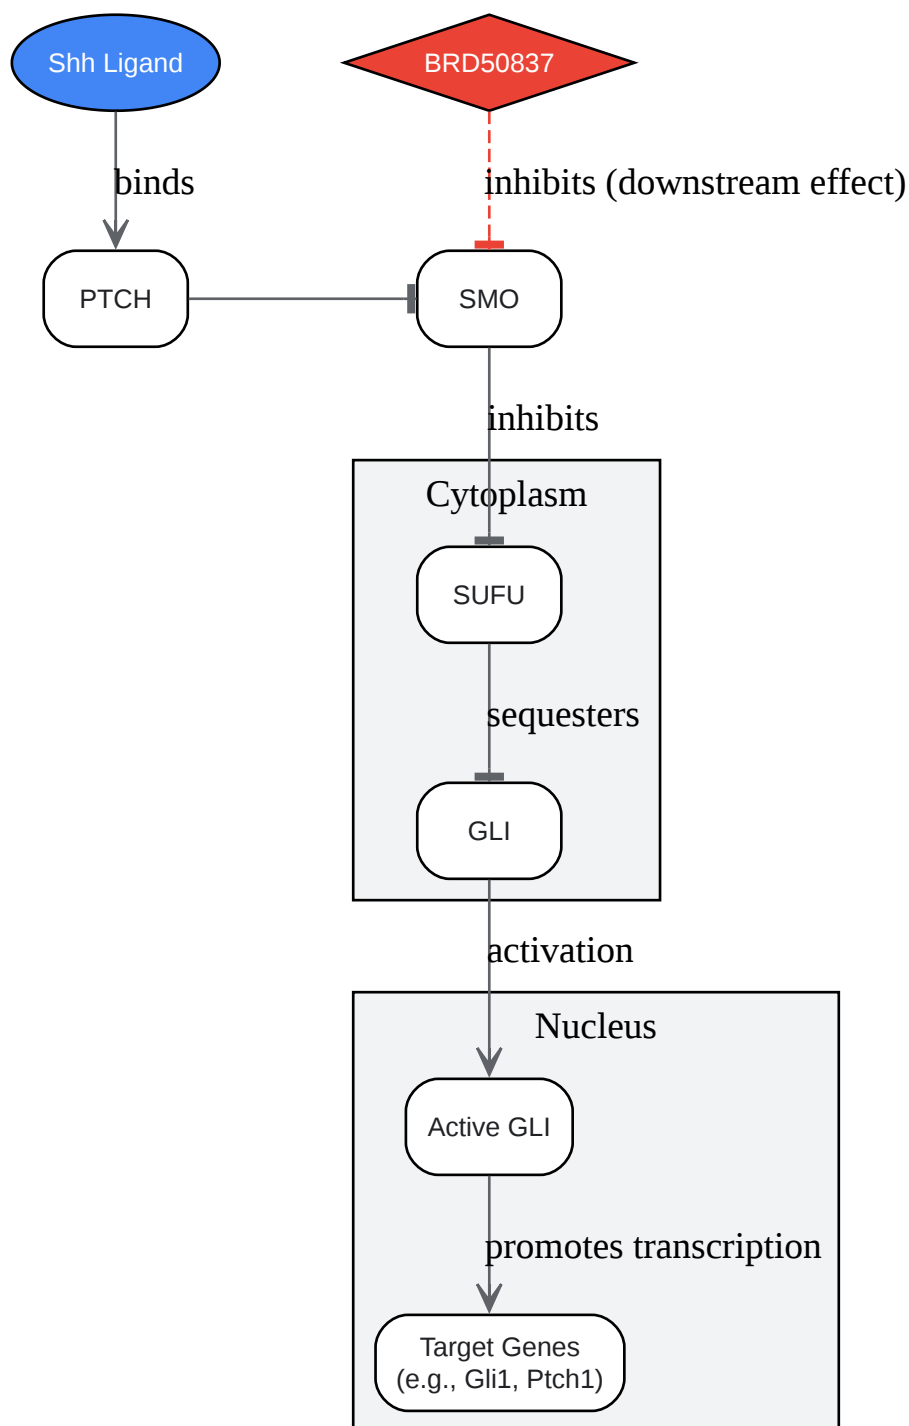 Shh Ligand
BRD50837
binds
inhibits (downstream effect)
PTCH
SMO
inhibits
Cytoplasm
SUFU
sequesters
GLI
activation
Nucleus
Active GLI
promotes transcription
Target Genes
(e.g., Gli1, Ptch1)